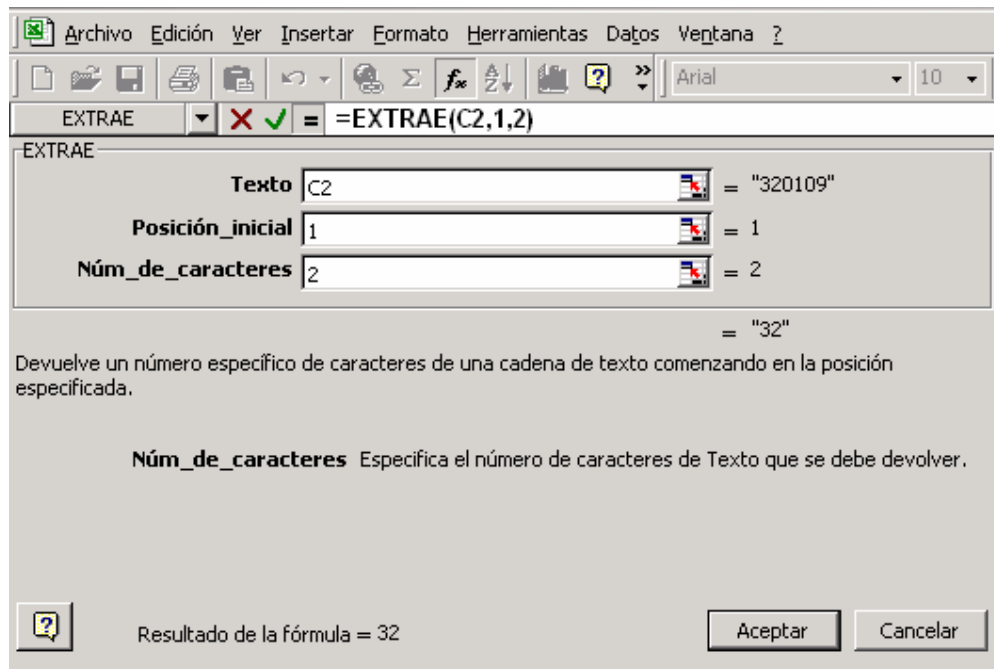 Archivo Edición Ver Insertar Formato Herramientas Datos Ventana ?
Σ fx A Z Arial 10
EXTRAE = =EXTRAE(C2,1,2)
EXTRAE
Texto C2 = "320109"
Posición_inicial 1 = 1
Núm_de_caracteres 2 = 2
= "32"
Devuelve un número específico de caracteres de una cadena de texto comenzando en la posición
especificada.
Núm_de_caracteres Especifica el número de caracteres de Texto que se debe devolver.
Resultado de la fórmula = 32 Aceptar Cancelar